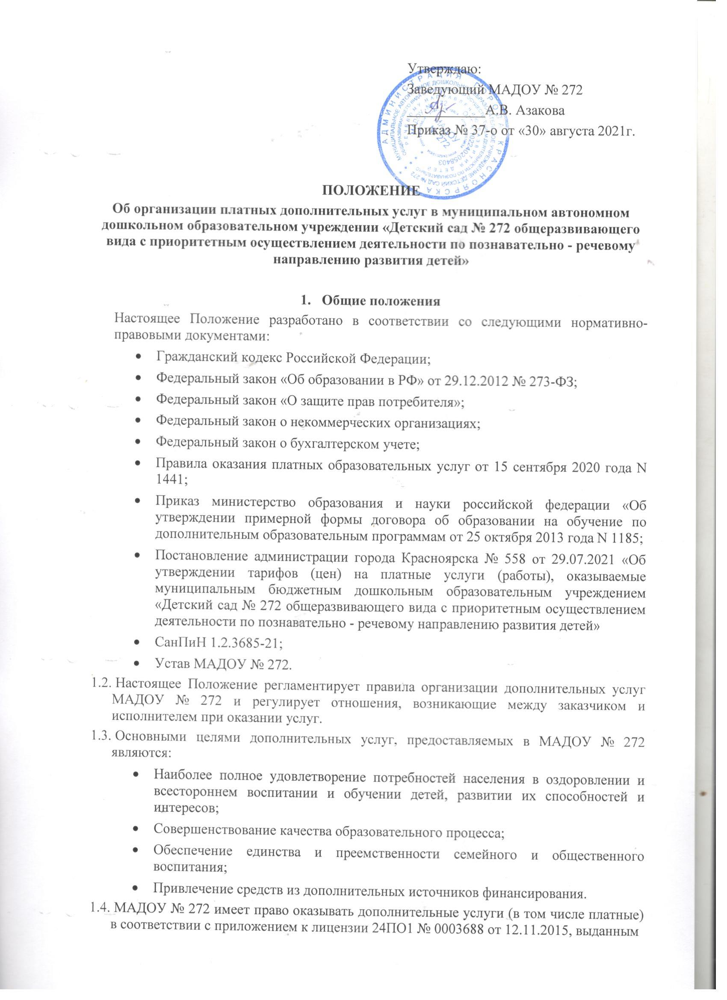 Утверждаю:
Заведующий МАДОУ № 272
___________А.В. Азакова
Приказ № 37-о от «30» августа 2021г.
АДМИНИСТРАЦИЯ ГОРОДА КРАСНОЯРСКА
МАДОУ
№ 272
ПОЛОЖЕНИЕ
Об организации платных дополнительных услуг в муниципальном автономном
дошкольном образовательном учреждении «Детский сад № 272 общеразвивающего
вида с приоритетным осуществлением деятельности по познавательно - речевому
направлению развития детей»
1. Общие положения
Настоящее Положение разработано в соответствии со следующими нормативно-
правовыми документами:
• Гражданский кодекс Российской Федерации;
• Федеральный закон «Об образовании в РФ» от 29.12.2012 № 273-ФЗ;
• Федеральный закон «О защите прав потребителя»;
• Федеральный закон о некоммерческих организациях;
• Федеральный закон о бухгалтерском учете;
• Правила оказания платных образовательных услуг от 15 сентября 2020 года N
1441;
• Приказ министерство образования и науки российской федерации «Об
утверждении примерной формы договора об образовании на обучение по
дополнительным образовательным программам от 25 октября 2013 года N 1185;
• Постановление администрации города Красноярска № 558 от 29.07.2021 «Об
утверждении тарифов (цен) на платные услуги (работы), оказываемые
муниципальным бюджетным дошкольным образовательным учреждением
«Детский сад № 272 общеразвивающего вида с приоритетным осуществлением
деятельности по познавательно - речевому направлению развития детей»
• СанПиН 1.2.3685-21;
• Устав МАДОУ № 272.
1.2. Настоящее Положение регламентирует правила организации дополнительных услуг
МАДОУ № 272 и регулирует отношения, возникающие между заказчиком и
исполнителем при оказании услуг.
1.3. Основными целями дополнительных услуг, предоставляемых в МАДОУ № 272
являются:
• Наиболее полное удовлетворение потребностей населения в оздоровлении и
всестороннем воспитании и обучении детей, развитии их способностей и
интересов;
• Совершенствование качества образовательного процесса;
• Обеспечение единства и преемственности семейного и общественного
воспитания;
• Привлечение средств из дополнительных источников финансирования.
1.4. МАДОУ № 272 имеет право оказывать дополнительные услуги (в том числе платные)
в соответствии с приложением к лицензии 24ПО1 № 0003688 от 12.11.2015, выданным